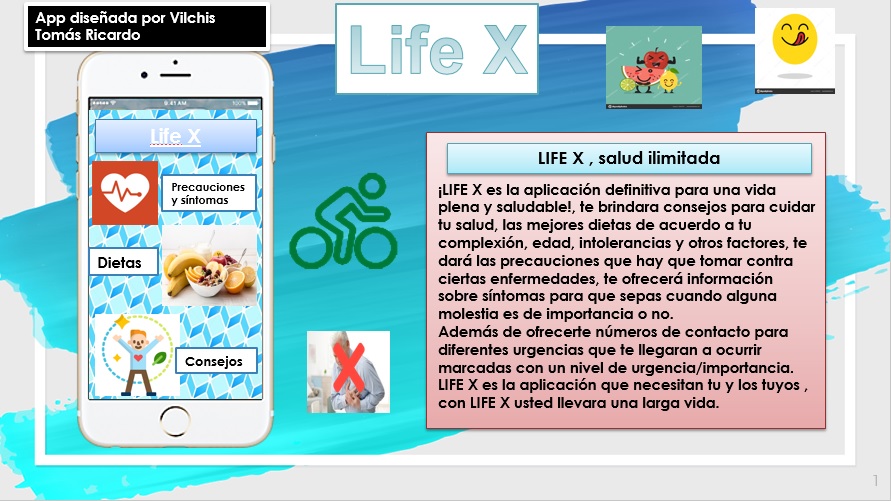 App diseñada por Vilchis
Tomás Ricardo
Life X
9:41 AM
100%
Life X
Precauciones
y síntomas
Dietas
Consejos
LIFE X , salud ilimitada
¡LIFE X es la aplicación definitiva para una vida
plena y saludable!, te brindara consejos para cuidar
tu salud, las mejores dietas de acuerdo a tu
complexión, edad, intolerancias y otros factores, te
dará las precauciones que hay que tomar contra
ciertas enfermedades, te ofrecerá información
sobre síntomas para que sepas cuando alguna
molestia es de importancia o no.
Además de ofrecerte números de contacto para
diferentes urgencias que te llegaran a ocurrir
marcadas con un nivel de urgencia/importancia.
LIFE X es la aplicación que necesitan tu y los tuyos ,
con LIFE X usted llevara una larga vida.
1